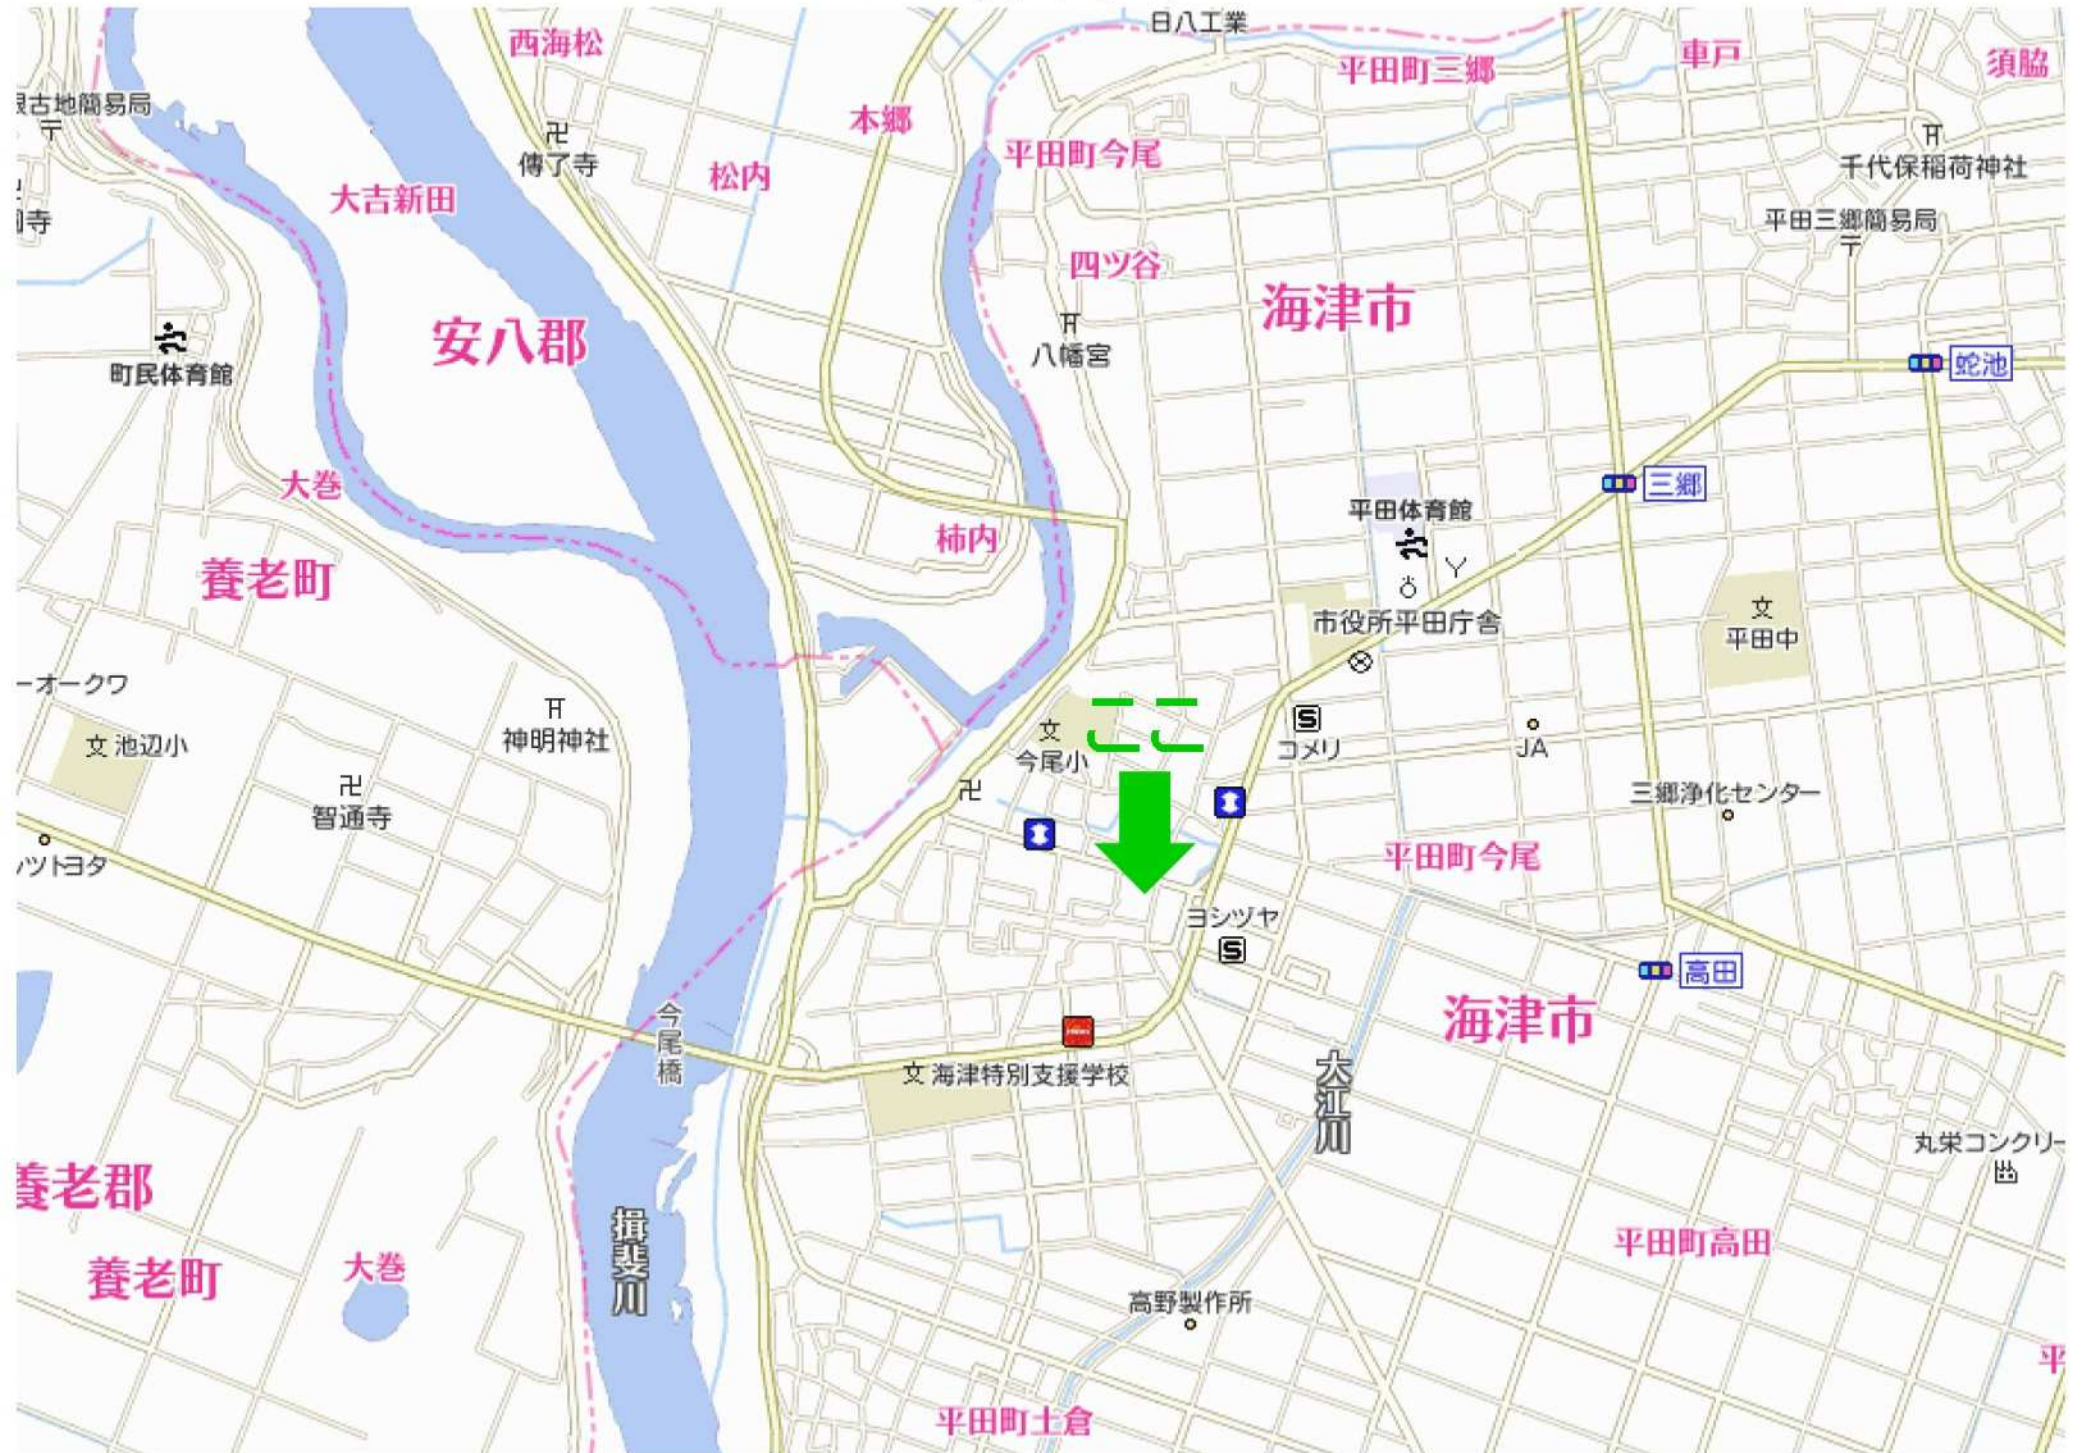 日八工業
西海松
平田町三郷
車戸
須脇
根古地簡易局
本郷
傳了寺
平田町今尾
千代保稲荷神社
松内
大吉新田
寺
平田三郷簡易局
四ツ谷
海津市
安八郡
八幡宮
町民体育館
蛇池
大巻
三郷
平田体育館
柿内
養老町
文
市役所平田庁舎
平田中
ーオークワ
神明神社
文 池辺小
文
今尾小
S
コメリ
JA
智通寺
三郷浄化センター
ツトヨタ
平田町今尾
ヨシヅヤ
S
高田
今尾橋
海津市
文 海津特別支援学校
大江川
丸栄コンクリー
養老郡
揖斐川
平田町高田
養老町
大巻
高野製作所
平
平田町土倉